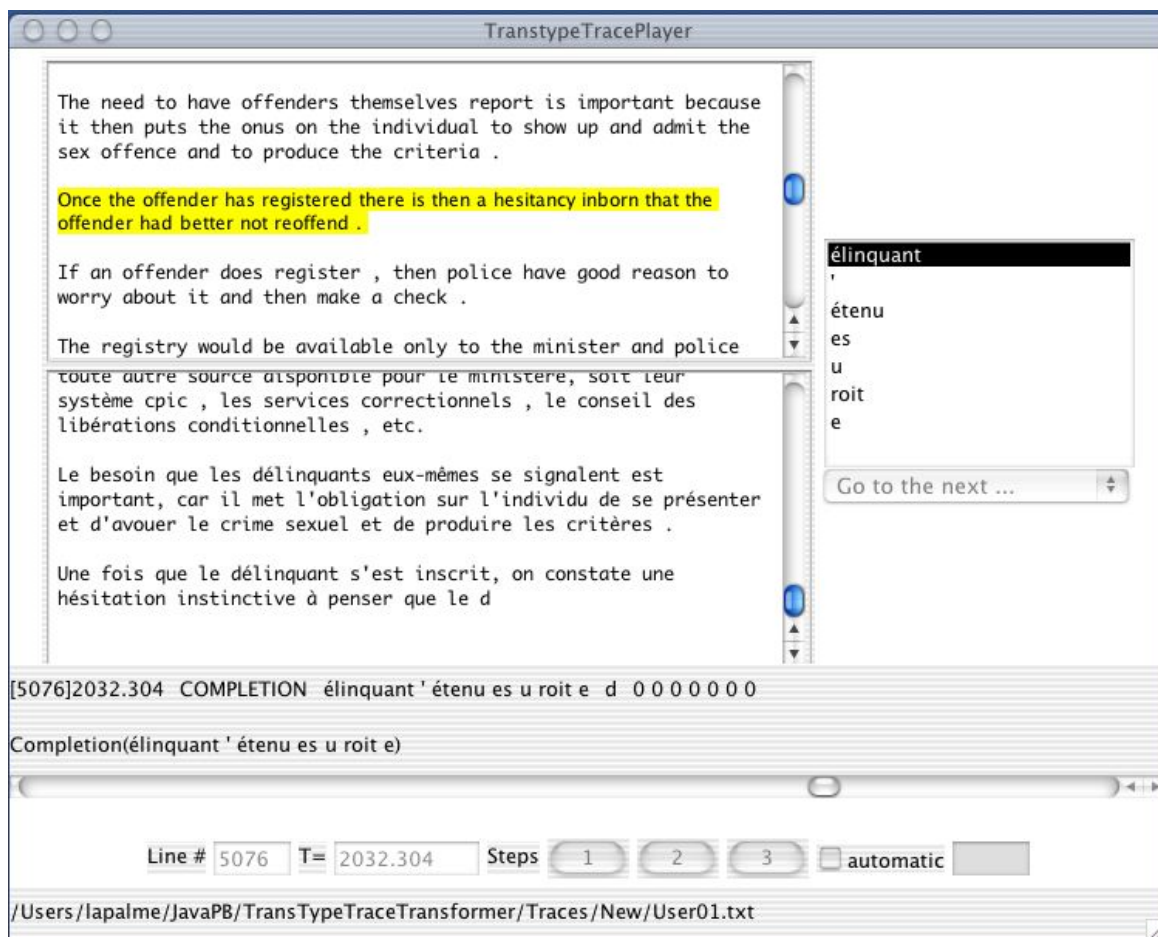 TranstypeTracePlayer
The need to have offenders themselves report is important because
it then puts the onus on the individual to show up and admit the
sex offence and to produce the criteria .
Once the offender has registered there is then a hesitancy inborn that the
offender had better not reoffend .
If an offender does register , then police have good reason to
worry about it and then make a check .
The registry would be available only to the minister and police
toute autre source disponible pour le ministère, soit leur
système cpic , les services correctionnels , le conseil des
libérations conditionnelles , etc.
Le besoin que les délinquants eux-mêmes se signalent est
important, car il met l'obligation sur l'individu de se présenter
et d'avouer le crime sexuel et de produire les critères .
Une fois que le délinquant s'est inscrit, on constate une
hésitation instinctive à penser que le d
élinquant
'
étenu
es
u
roit
e
Go to the next ...
[5076]2032.304 COMPLETION élinquant ' étenu es u roit e d 0 0 0 0 0 0 0
Completion(élinquant ' étenu es u roit e)
Line # 5076 T= 2032.304 Steps 1 2 3 automatic
/Users/lapalme/JavaPB/TransTypeTraceTransformer/Traces/New/User01.txt